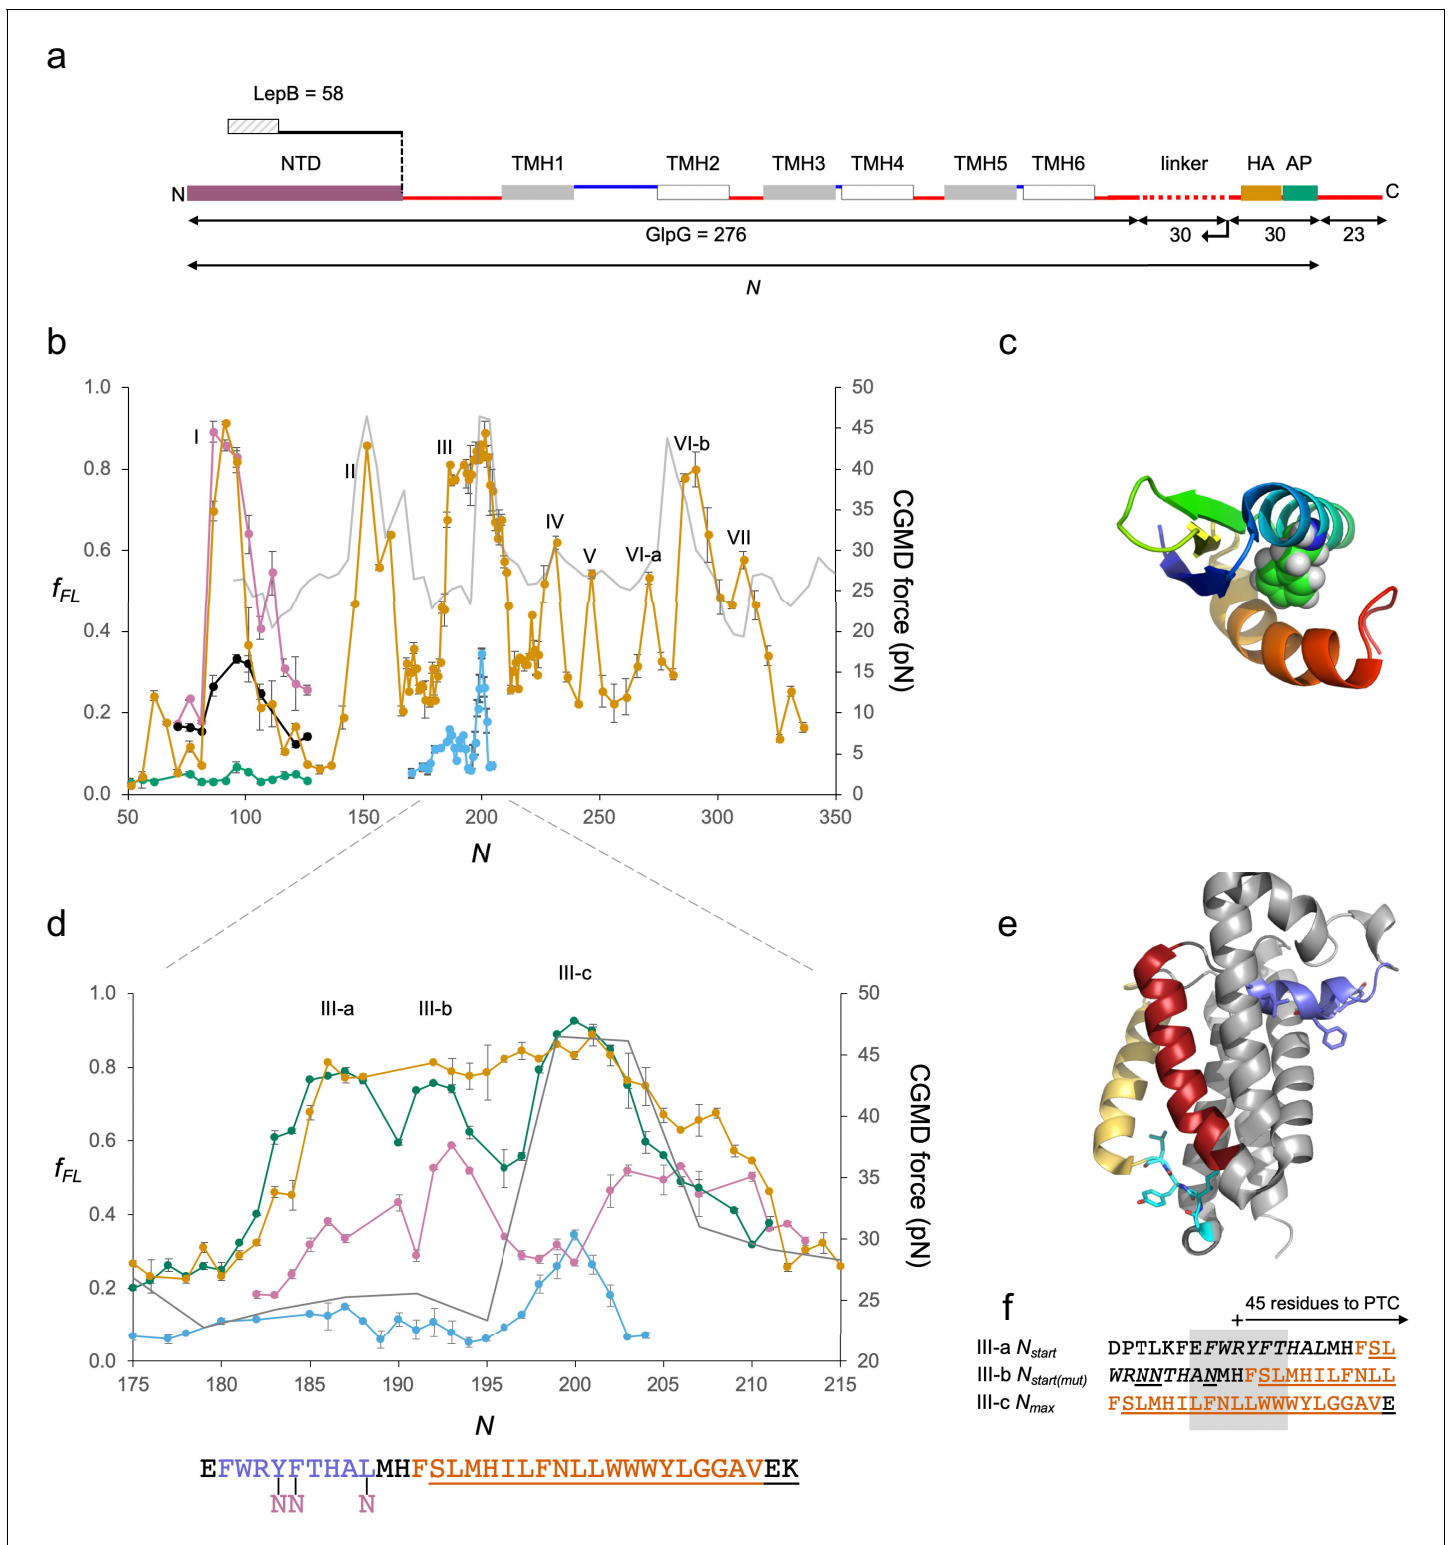 a
LepB = 58
NTD TMH1 TMH2 TMH3 TMH4 TMH5 TMH6 linker HA AP
N C
GlpG = 276 30 30 23
N
b
c
1.0 50
45
0.8 40
35
0.6 30
25
0.4 20
15
0.2 10
5
0.0 0
50 100 150 200 250 300 350
fFL
CGMD force (pN)
N
I II III IV V VI-a VI-b VII
d
e
III-a III-b III-c
1.0 50
0.8 45
40
0.6
35
0.4
30
0.2 25
0.0 20
175 180 185 190 195 200 205 210 215
fFL
CGMD force (pN)
N
EFWRYFTHALMHFSLMHILFNLLWWWYLGGAVEK
NN N
f
+ 45 residues to PTC
III-a Nstart DPTLKFEFWRYFTHALMHFSL
III-b Nstart(mut) WRNNTHANMHFSLMHILFNLL
III-c Nmax FSLMHILFNLLWWWYLGGAVE